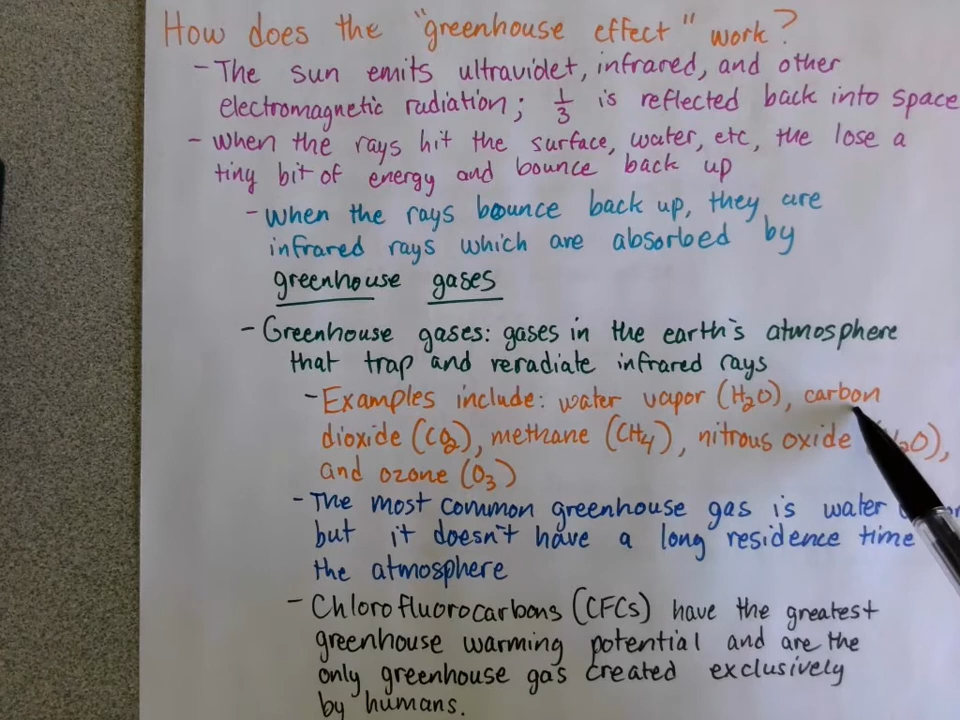 How does the "greenhouse effect" work?
- The sun emits ultraviolet, infrared, and other
electromagnetic radiation; 1/3 is reflected back into space
- When the rays hit the surface, water, etc, the lose a
tiny bit of energy and bounce back up
- When the rays bounce back up, they are
infrared rays which are absorbed by
greenhouse gases
- Greenhouse gases: gases in the earth's atmosphere
that trap and reradiate infrared rays
- Examples include: water vapor (H₂O), carbon
dioxide (CO₂), methane (CH₄), nitrous oxide ₂O),
and ozone (O₃)
- The most common greenhouse gas is water
but it doesn't have a long residence time
the atmosphere
- Chlorofluorocarbons (CFCs) have the greatest
greenhouse warming potential and are the
only greenhouse gas created exclusively
by humans.